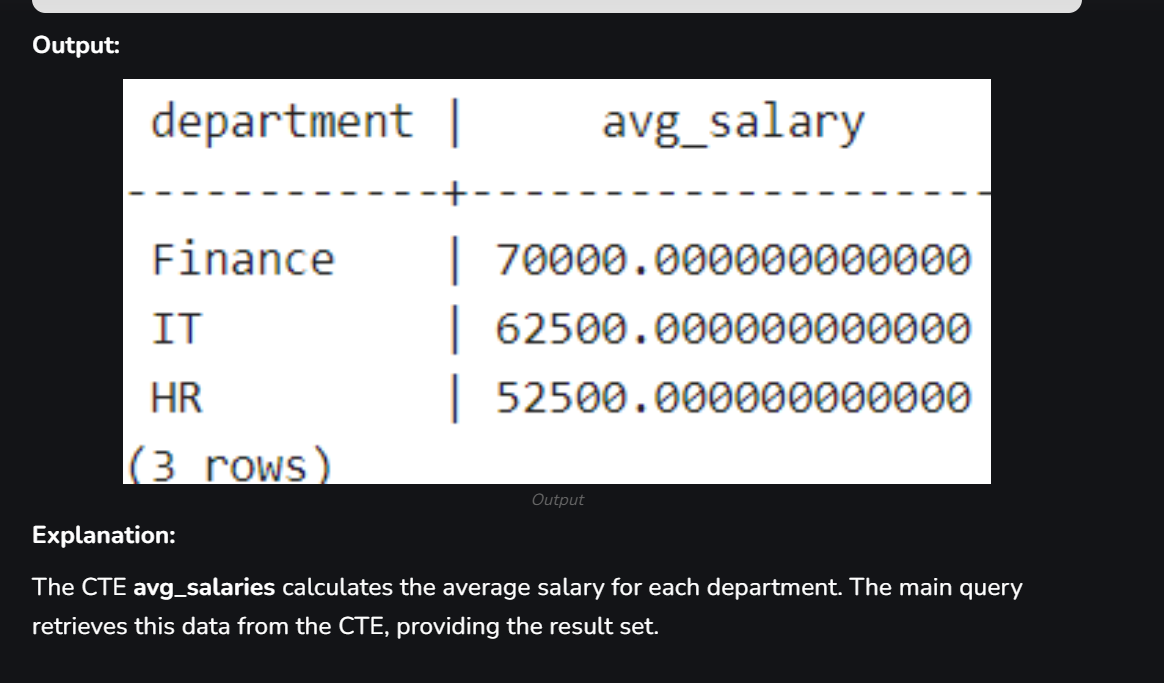 Output:
department |     avg_salary
------------+--------------------
Finance    | 70000.000000000000
IT         | 62500.000000000000
HR         | 52500.000000000000
(3 rows)
Output
Explanation:
The CTE avg_salaries calculates the average salary for each department. The main query
retrieves this data from the CTE, providing the result set.